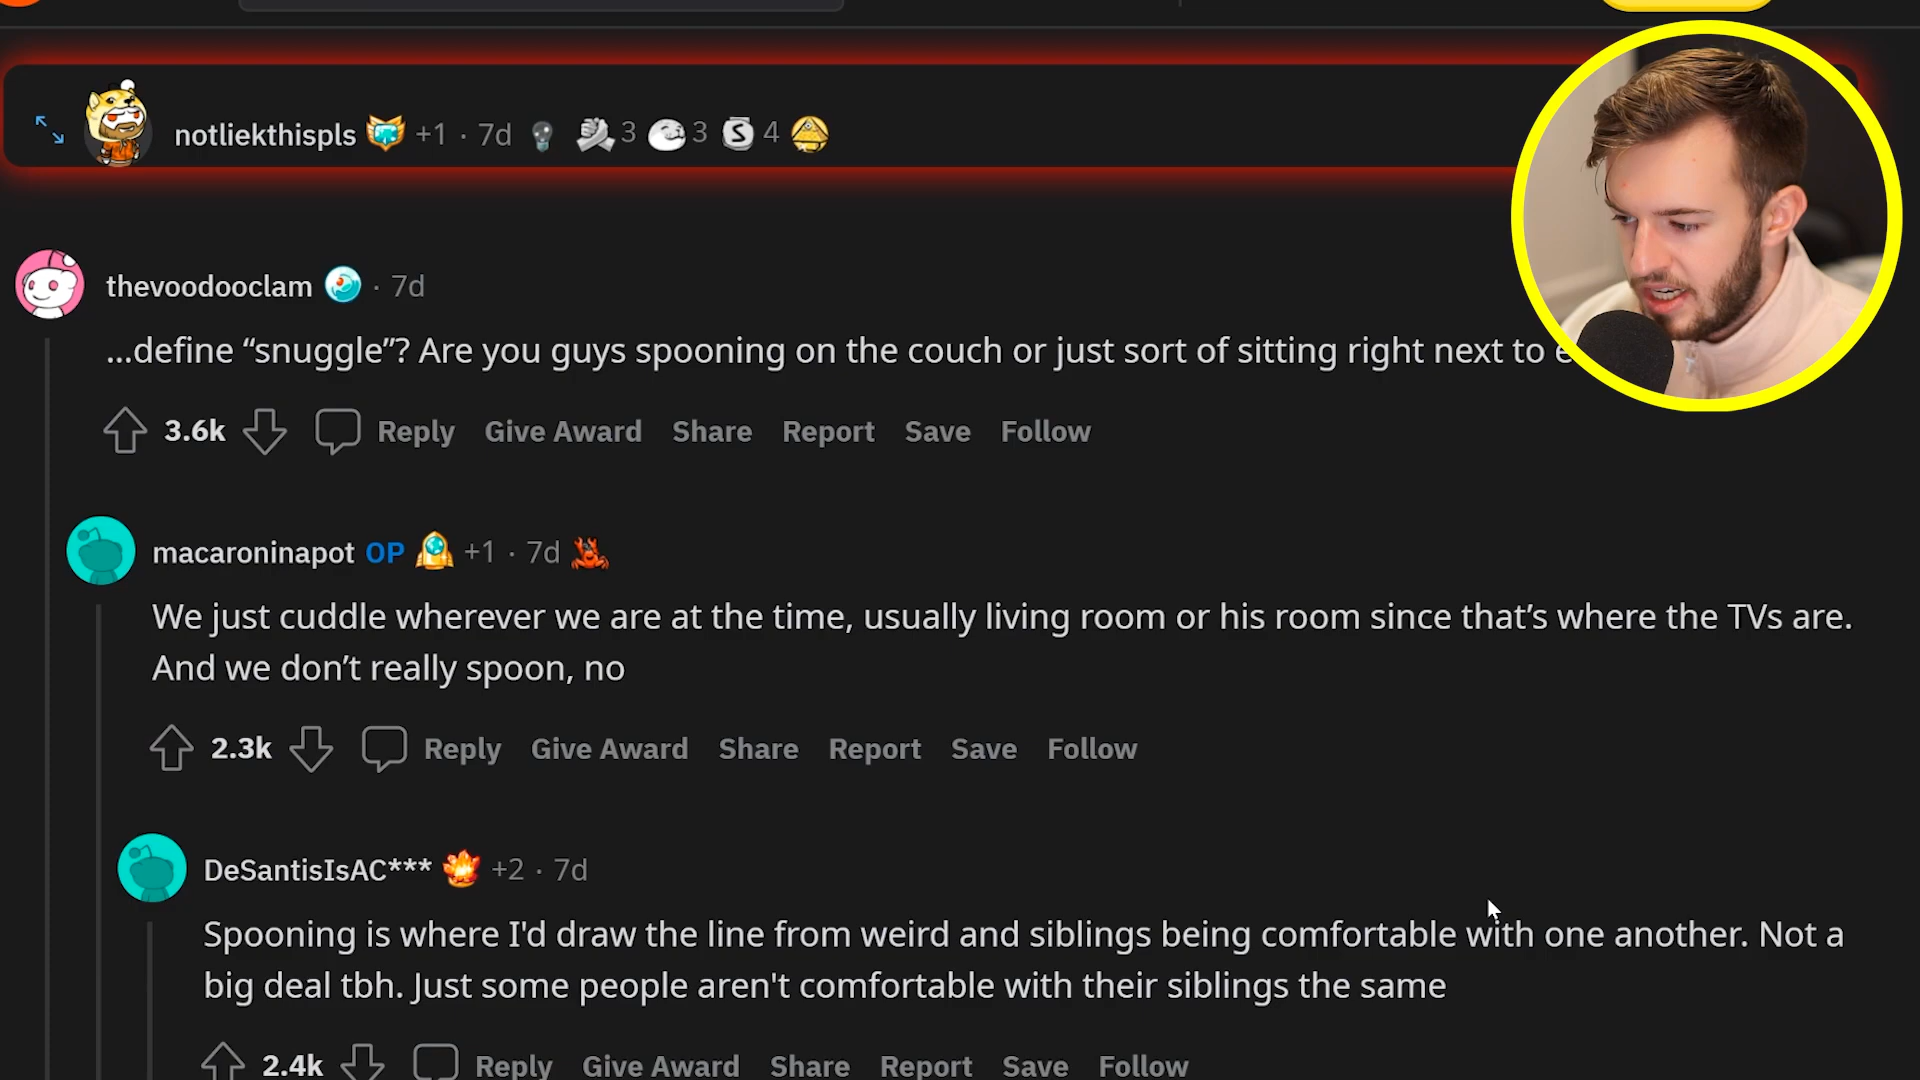 notliekthispls +1 · 7d 3 3 4
thevoodooclam · 7d
...define “snuggle”? Are you guys spooning on the couch or just sort of sitting right next to
3.6k Reply Give Award Share Report Save Follow
macaroninapot OP +1 · 7d
We just cuddle wherever we are at the time, usually living room or his room since that’s where the TVs are.
And we don’t really spoon, no
2.3k Reply Give Award Share Report Save Follow
DeSantisIsAC*** +2 · 7d
Spooning is where I'd draw the line from weird and siblings being comfortable with one another. Not a
big deal tbh. Just some people aren't comfortable with their siblings the same
2.4k Reply Give Award Share Report Save Follow